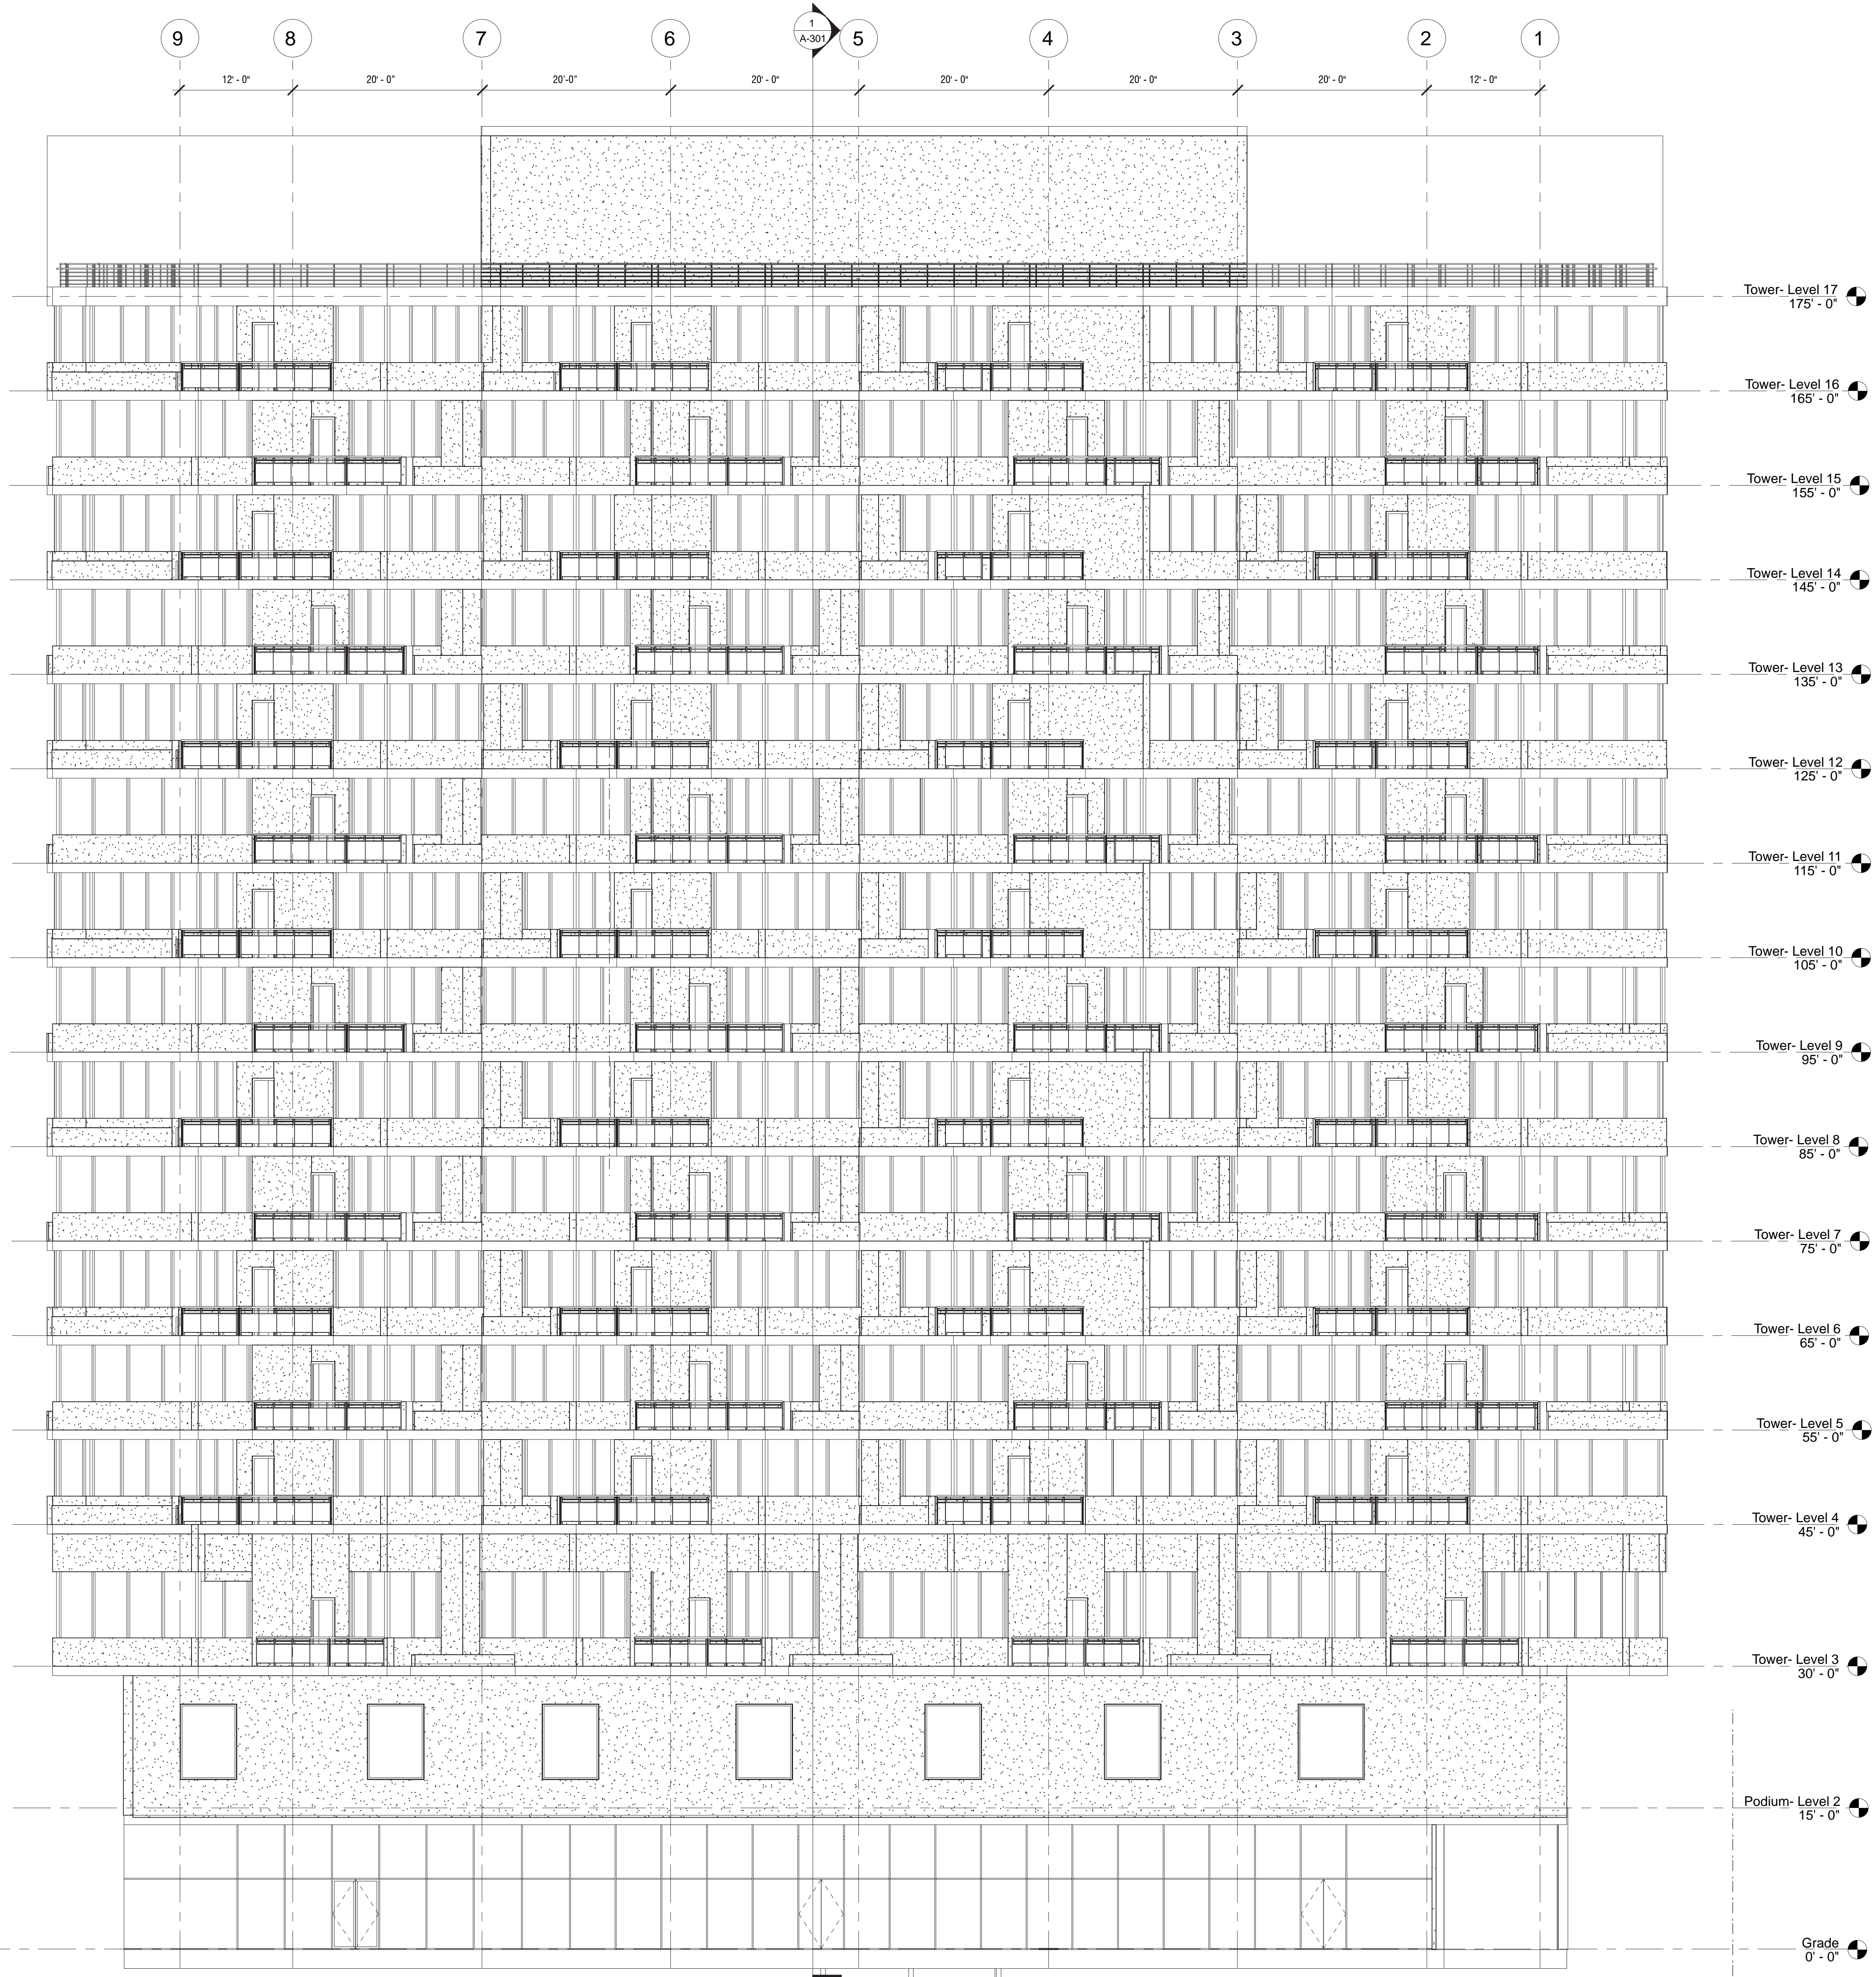 1
A-301
9 8 7 6 5 4 3 2 1
12' - 0" 20' - 0" 20'-0" 20' - 0" 20' - 0" 20' - 0" 20' - 0" 12' - 0"
Tower- Level 17
175' - 0"
Tower- Level 16
165' - 0"
Tower- Level 15
155' - 0"
Tower- Level 14
145' - 0"
Tower- Level 13
135' - 0"
Tower- Level 12
125' - 0"
Tower- Level 11
115' - 0"
Tower- Level 10
105' - 0"
Tower- Level 9
95' - 0"
Tower- Level 8
85' - 0"
Tower- Level 7
75' - 0"
Tower- Level 6
65' - 0"
Tower- Level 5
55' - 0"
Tower- Level 4
45' - 0"
Tower- Level 3
30' - 0"
Podium- Level 2
15' - 0"
Grade
0' - 0"